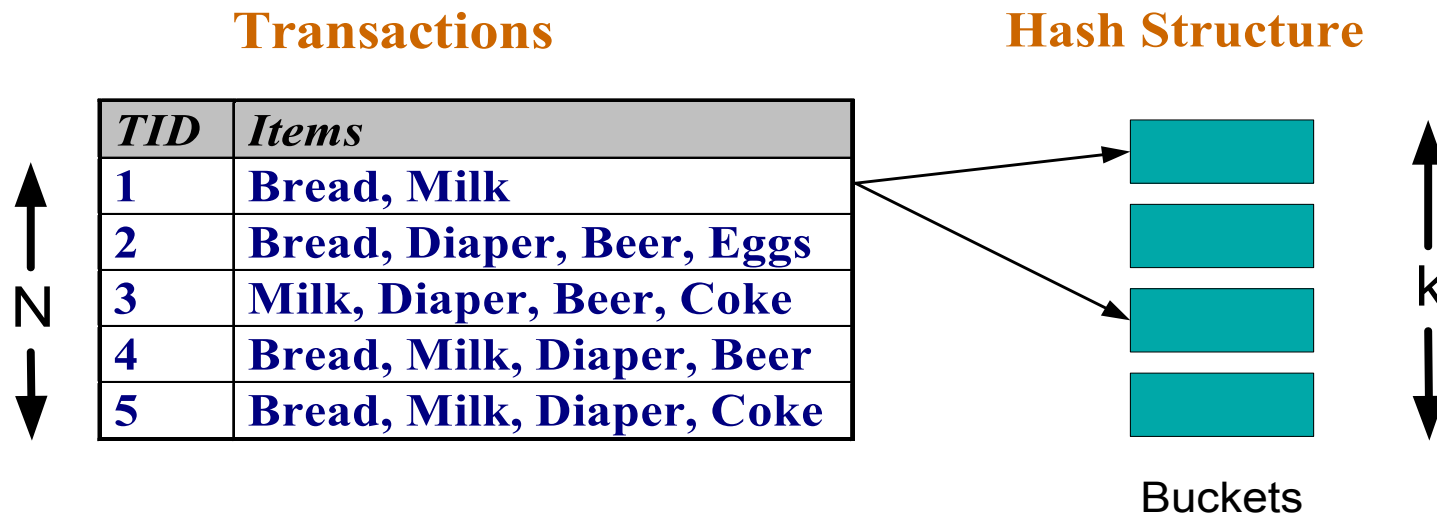 Transactions
Hash Structure
TID Items
1 Bread, Milk
2 Bread, Diaper, Beer, Eggs
3 Milk, Diaper, Beer, Coke
4 Bread, Milk, Diaper, Beer
5 Bread, Milk, Diaper, Coke
N
k
Buckets